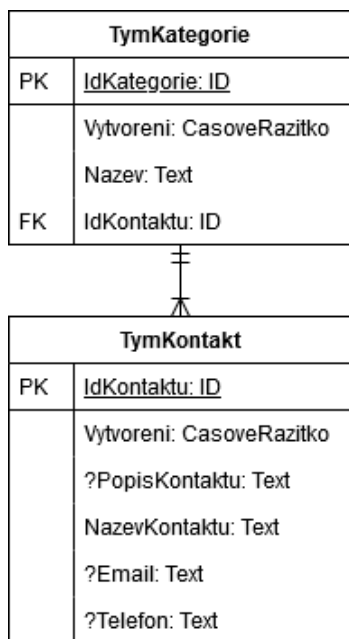 TymKategorie
PK IdKategorie: ID
Vytvoreni: CasoveRazitko
Nazev: Text
FK IdKontaktu: ID
TymKontakt
PK IdKontaktu: ID
Vytvoreni: CasoveRazitko
?PopisKontaktu: Text
NazevKontaktu: Text
?Email: Text
?Telefon: Text